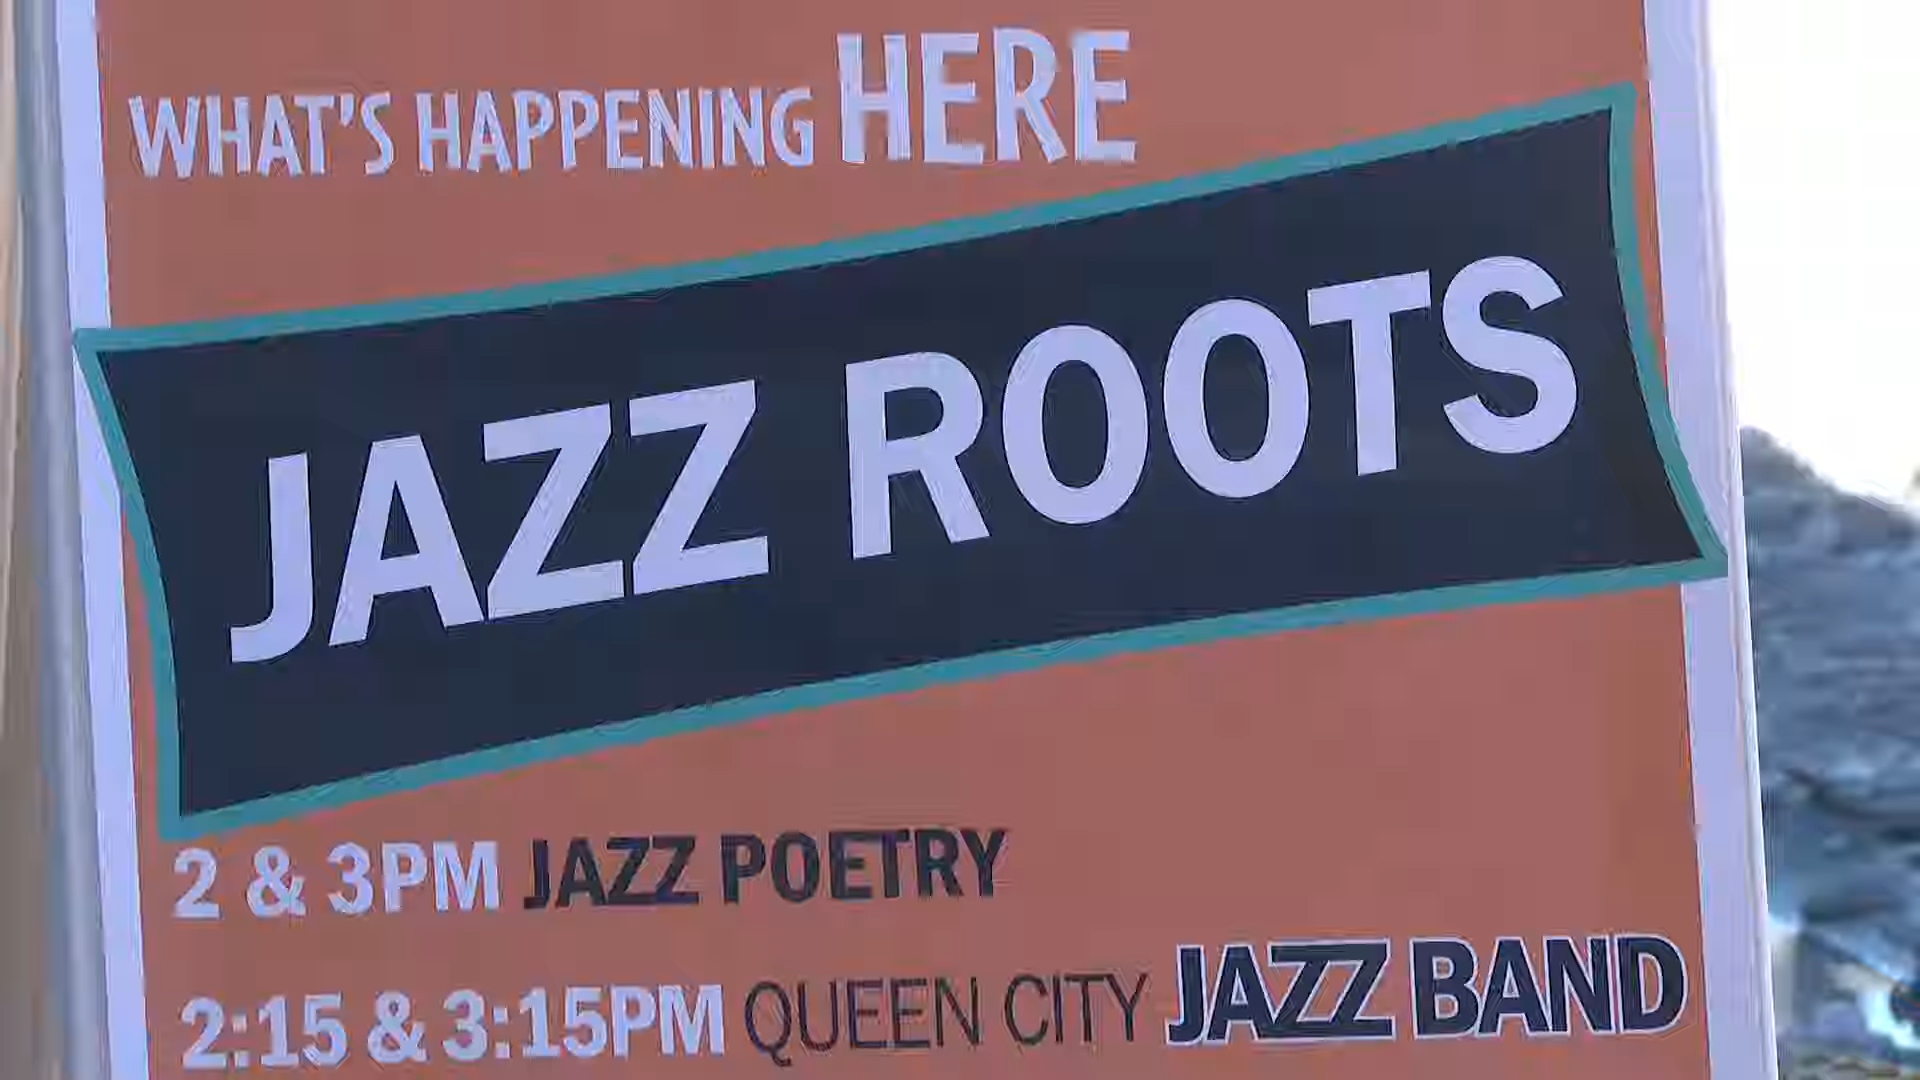 WHAT'S HAPPENING HERE
JAZZ ROOTS
2 & 3PM JAZZ POETRY
2:15 & 3:15PM QUEEN CITY JAZZ BAND